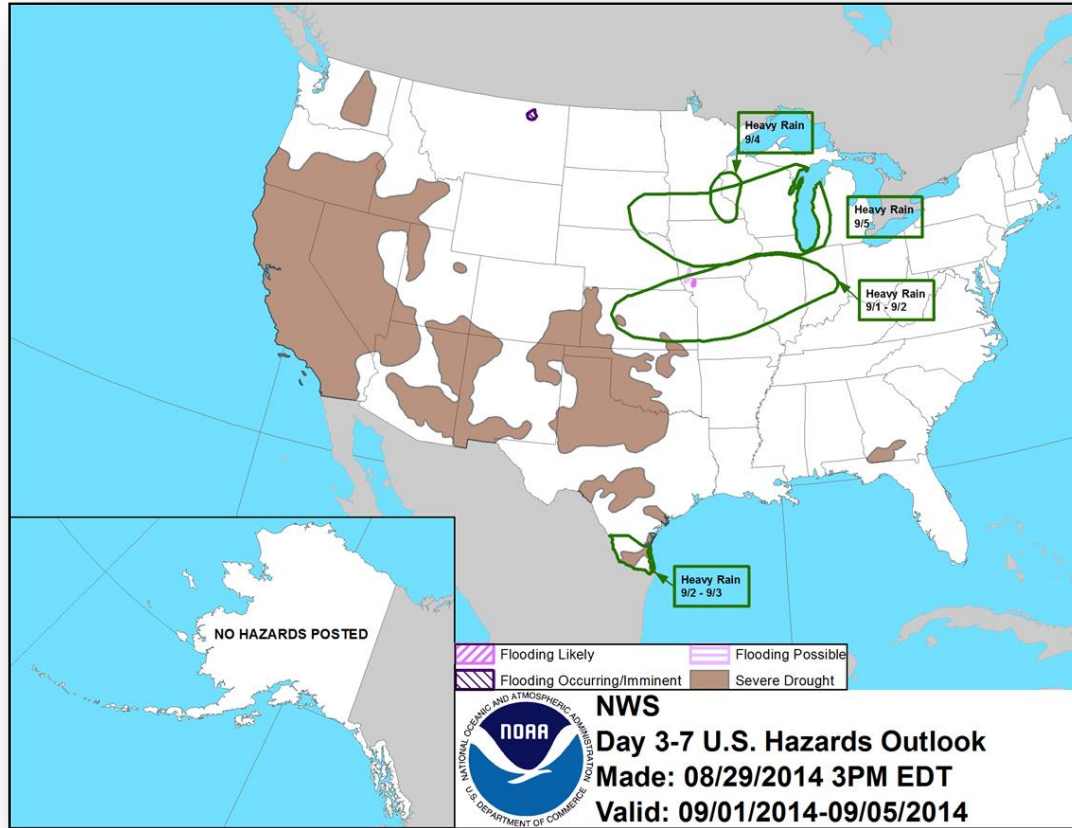 Heavy Rain
9/4
Heavy Rain
9/5
Heavy Rain
9/1 - 9/2
Heavy Rain
9/2 - 9/3
NO HAZARDS POSTED
Flooding Likely
Flooding Possible
Flooding Occurring/Imminent
Severe Drought
NATIONAL OCEANIC AND ATMOSPHERIC ADMINISTRATION
NOAA
U.S. DEPARTMENT OF COMMERCE
NWS
Day 3-7 U.S. Hazards Outlook
Made: 08/29/2014 3PM EDT
Valid: 09/01/2014-09/05/2014